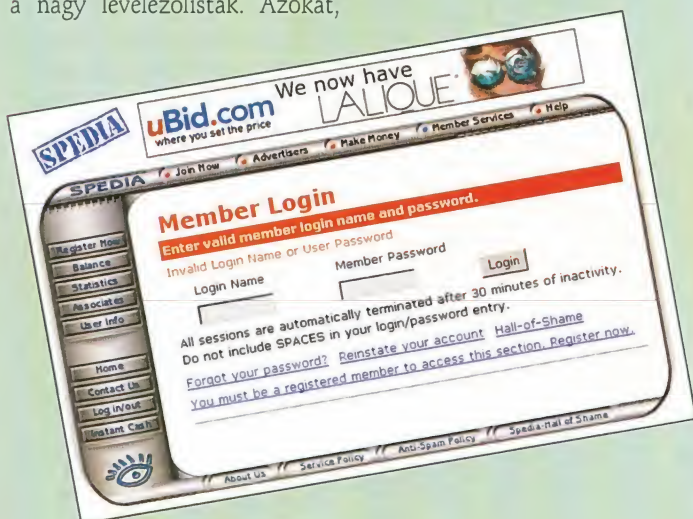 a nagy levelezőlisták. Azokat,
SPEDIA
uBid.com
where you set the price
We now have
LALIQUE
SPEDIA
Join Now
Advertisers
Make Money
Member Services
Help
Register Now
Balance
Statistics
Associates
User Info
Home
Contact Us
Log in/out
Instant Cash
Member Login
Enter valid member login name and password.
Invalid Login Name or User Password
Login Name
Member Password
Login
All sessions are automatically terminated after 30 minutes of inactivity.
Do not include SPACES in your login/password entry.
Forgot your password? Reinstate your account Hall-of-Shame
You must be a registered member to access this section. Register now.
About Us
Service Policy
Anti-Spam Policy
Spedia-Hall of Shame